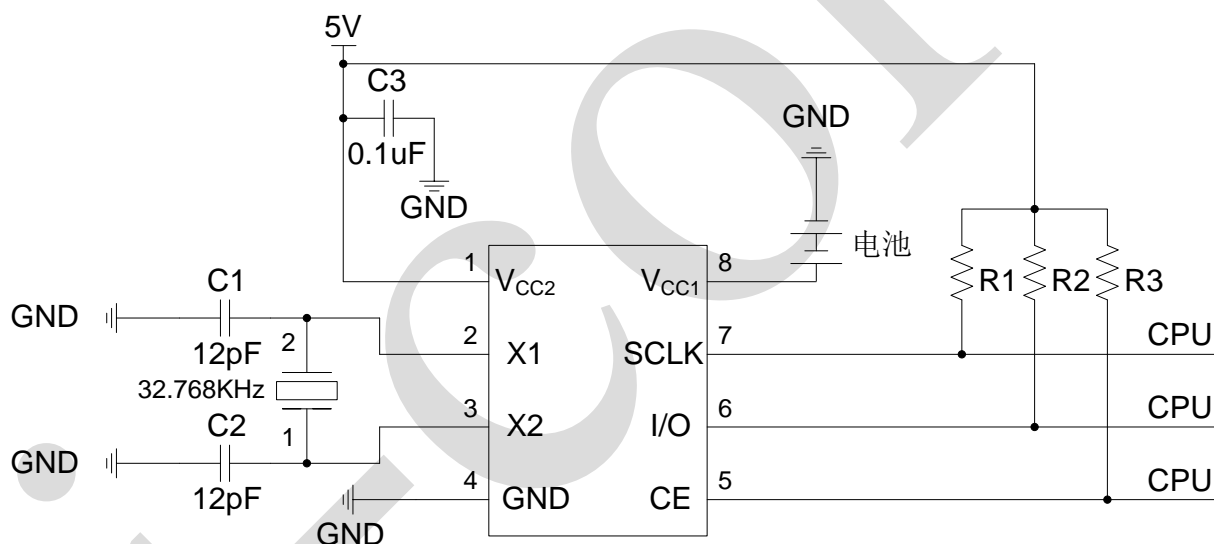 5V
C3
0.1uF
GND
GND
电池
1
VCC2
VCC1
8
R1
R2
R3
C1
GND
12pF
2
2
X1
SCLK
7
CPU
32.768KHz
C2
1
3
X2
I/O
6
CPU
GND
12pF
4
GND
CE
5
CPU
GND